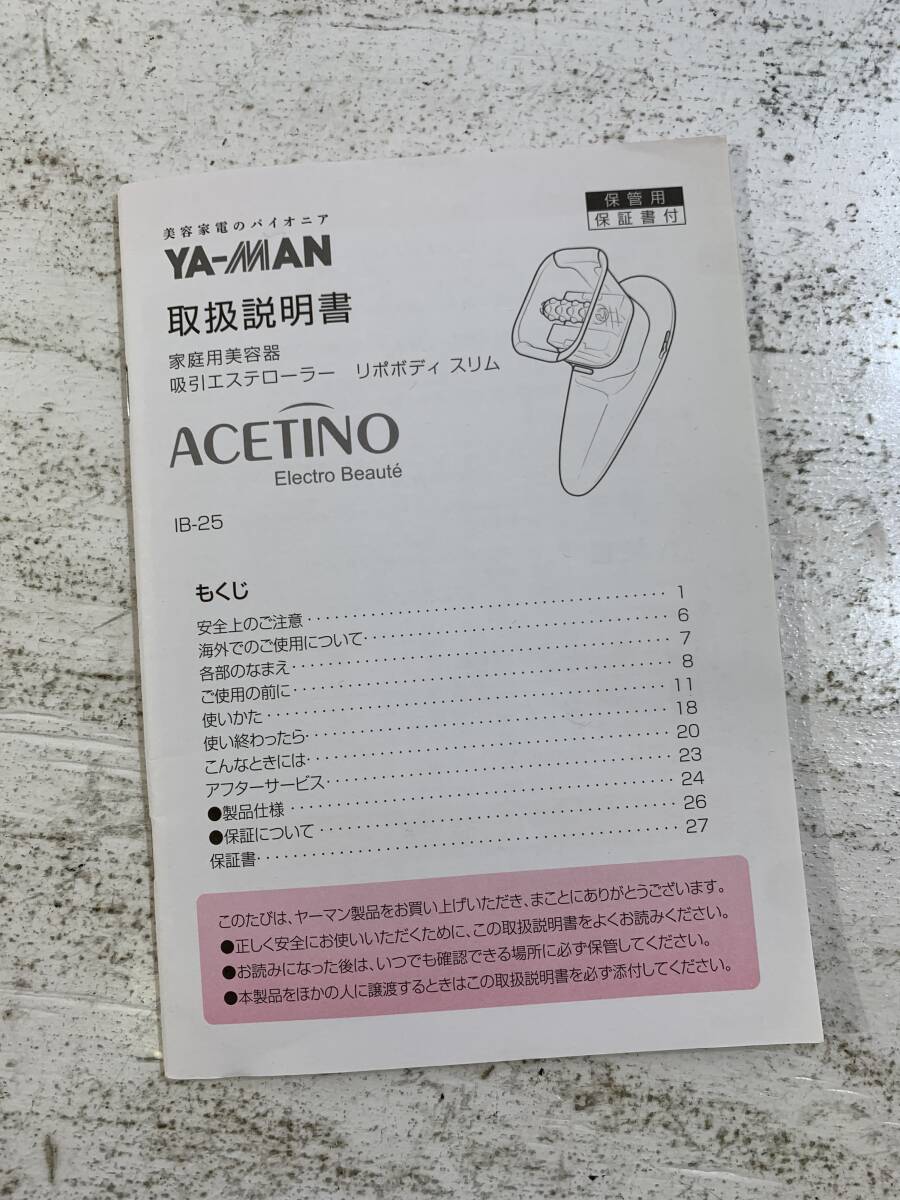 保管用
保証書付
美容家電のパイオニア
YA-MAN
取扱説明書
家庭用美容器
吸引エステローラー リポボディ スリム
ACETINO
Electro Beauté
IB-25
もくじ
安全上のご注意 1
海外でのご使用について 6
各部のなまえ 7
ご使用の前に 8
使いかた 11
使い終わったら 18
こんなときには 20
アフターサービス 23
●製品仕様 24
●保証について 26
保証書 27
このたびは、ヤーマン製品をお買い上げいただき、まことにありがとうございます。
●正しく安全にお使いいただくために、この取扱説明書をよくお読みください。
●お読みになった後は、いつでも確認できる場所に必ず保管してください。
●本製品をほかの人に譲渡するときはこの取扱説明書を必ず添付してください。